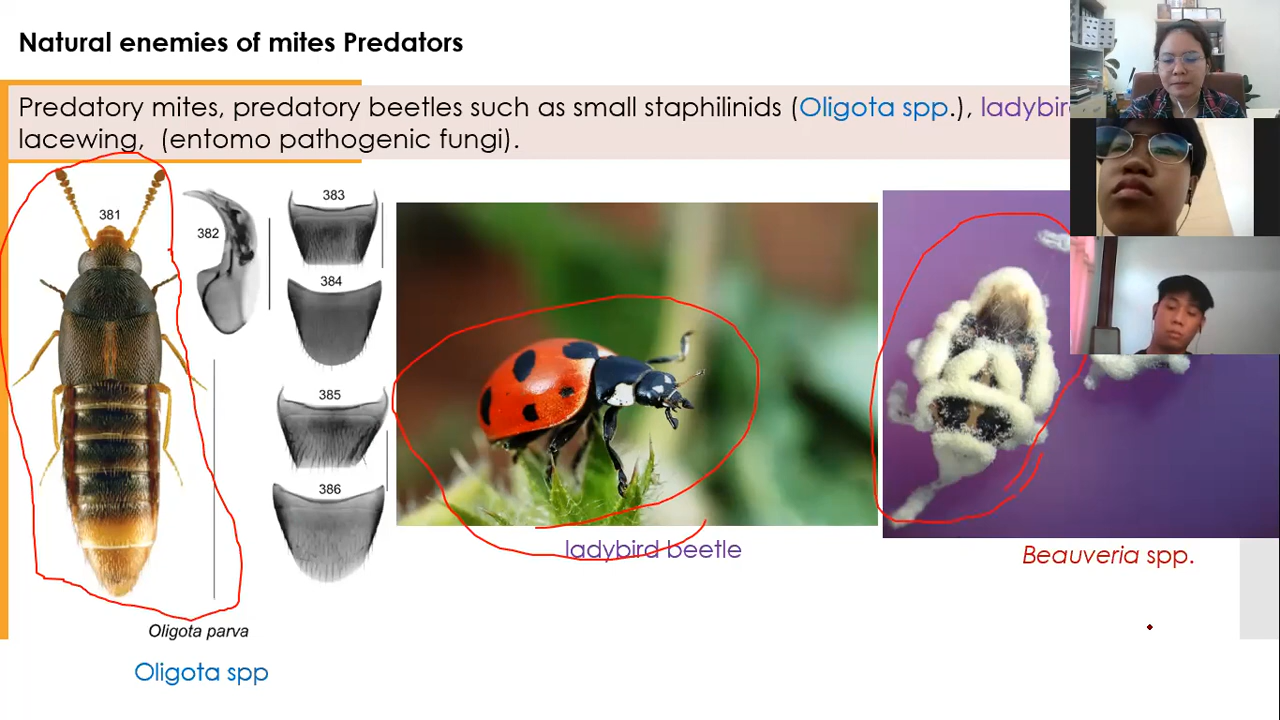 Natural enemies of mites Predators
Predatory mites, predatory beetles such as small staphilinids (Oligota spp.),
lacewing, (entomo pathogenic fungi).
381
382
383
384
385
386
Oligota parva
Oligota spp
ladybird beetle
Beauveria spp.